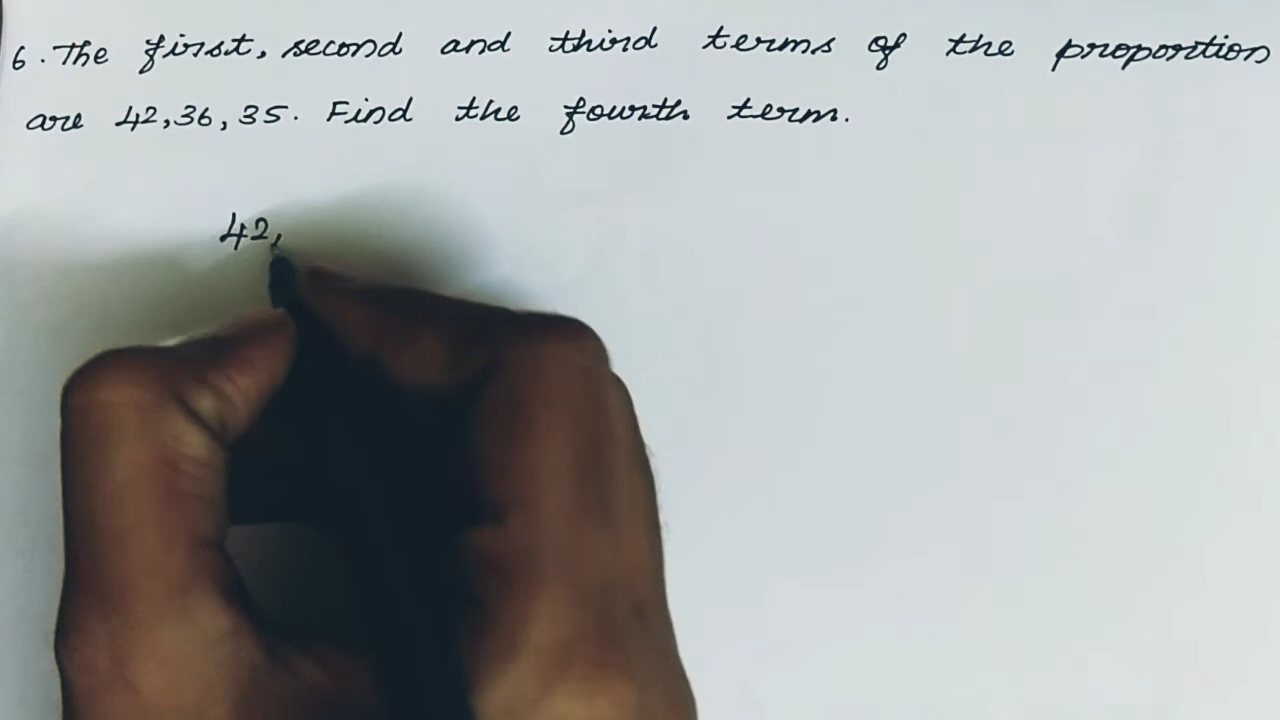 6. The first, second and third terms of the proportion
are 42,36,35. Find the fourth term.
42,